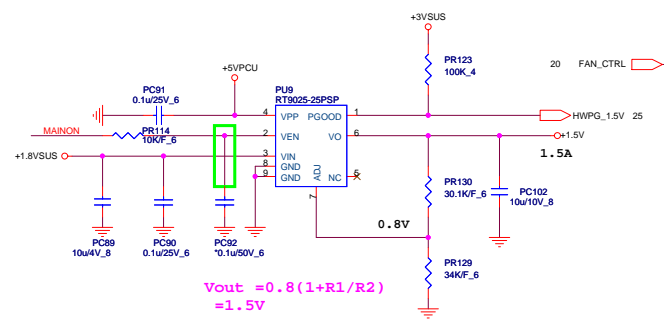 +3VSUS
+5VPCU
PR123
100K_4
20 FAN_CTRL
PC91
0.1u/25V_6
PU9
RT9025-25PSP
4 VPP PGOOD 1
HWPG_1.5V 25
MAINON
PR114
10K/F_6
2 VEN VO 6
+1.5V
1.5A
+1.8VSUS
3 VIN
8 GND
9 GND
ADJ
NC 5
7
PR130
30.1K/F_6
PC102
10u/10V_8
0.8V
PC89
10u/4V_8
PC90
0.1u/25V_6
PC92
*0.1u/50V_6
PR129
34K/F_6
Vout =0.8(1+R1/R2)
=1.5V